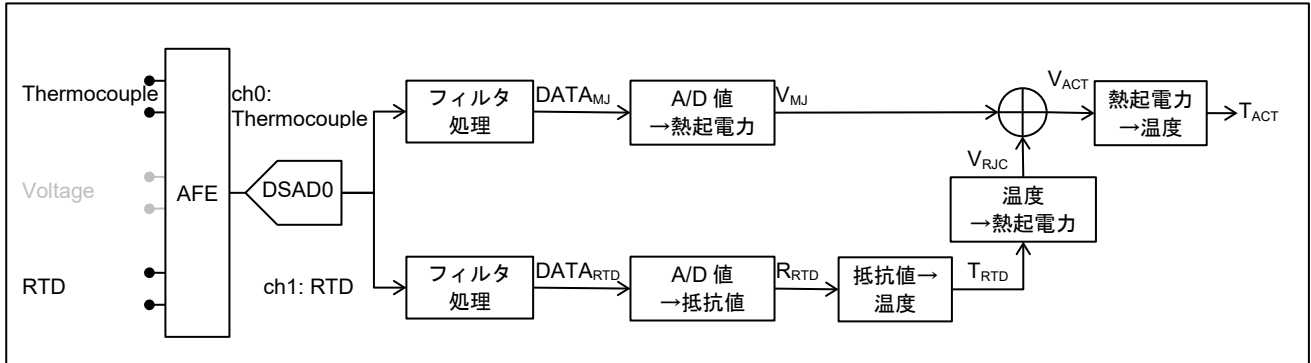 Thermocouple
Voltage
RTD
AFE
ch0:
Thermocouple
DSAD0
ch1: RTD
フィルタ
処理
DATAMJ
A/D 値
→熱起電力
VMJ
VACT
熱起電力
→温度
TACT
VRJC
温度
→熱起電力
フィルタ
処理
DATARTD
A/D 値
→抵抗値
RRTD
抵抗値→
温度
TRTD